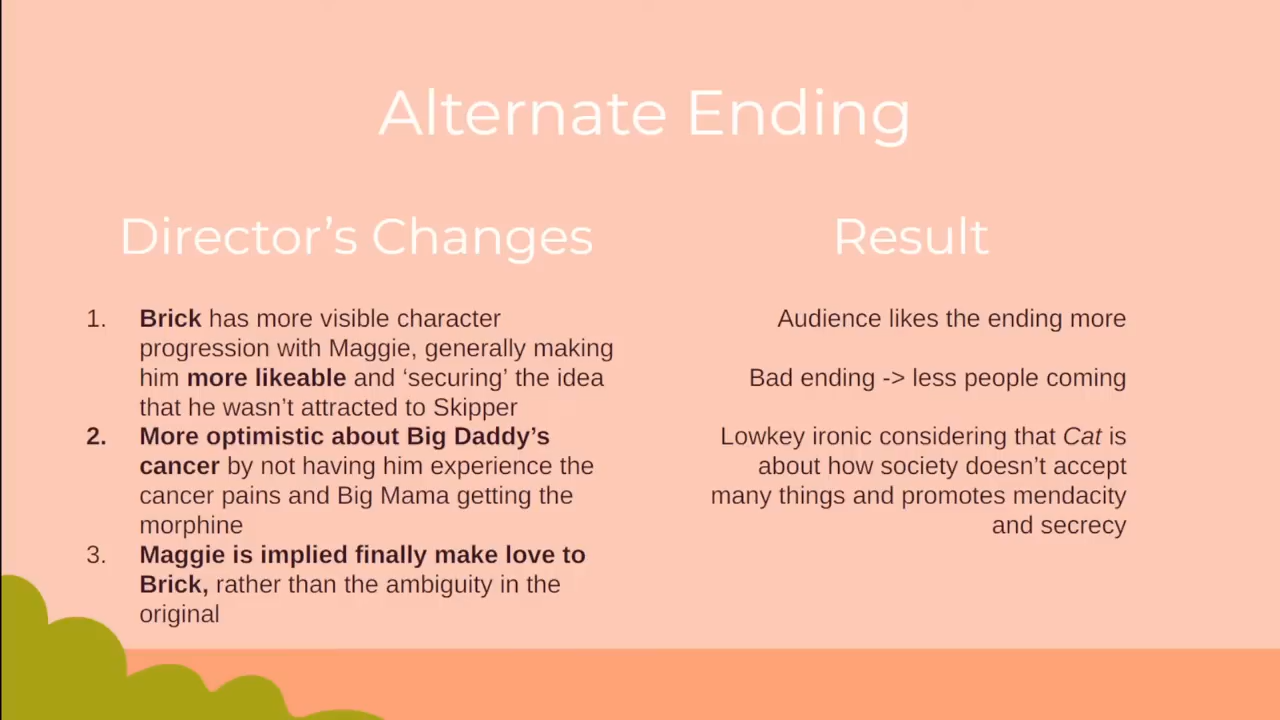 Alternate Ending
Director’s Changes
1. Brick has more visible character
progression with Maggie, generally making
him more likeable and ‘securing’ the idea
that he wasn’t attracted to Skipper
2. More optimistic about Big Daddy’s
cancer by not having him experience the
cancer pains and Big Mama getting the
morphine
3. Maggie is implied finally make love to
Brick, rather than the ambiguity in the
original
Result
Audience likes the ending more
Bad ending -> less people coming
Lowkey ironic considering that Cat is
about how society doesn’t accept
many things and promotes mendacity
and secrecy